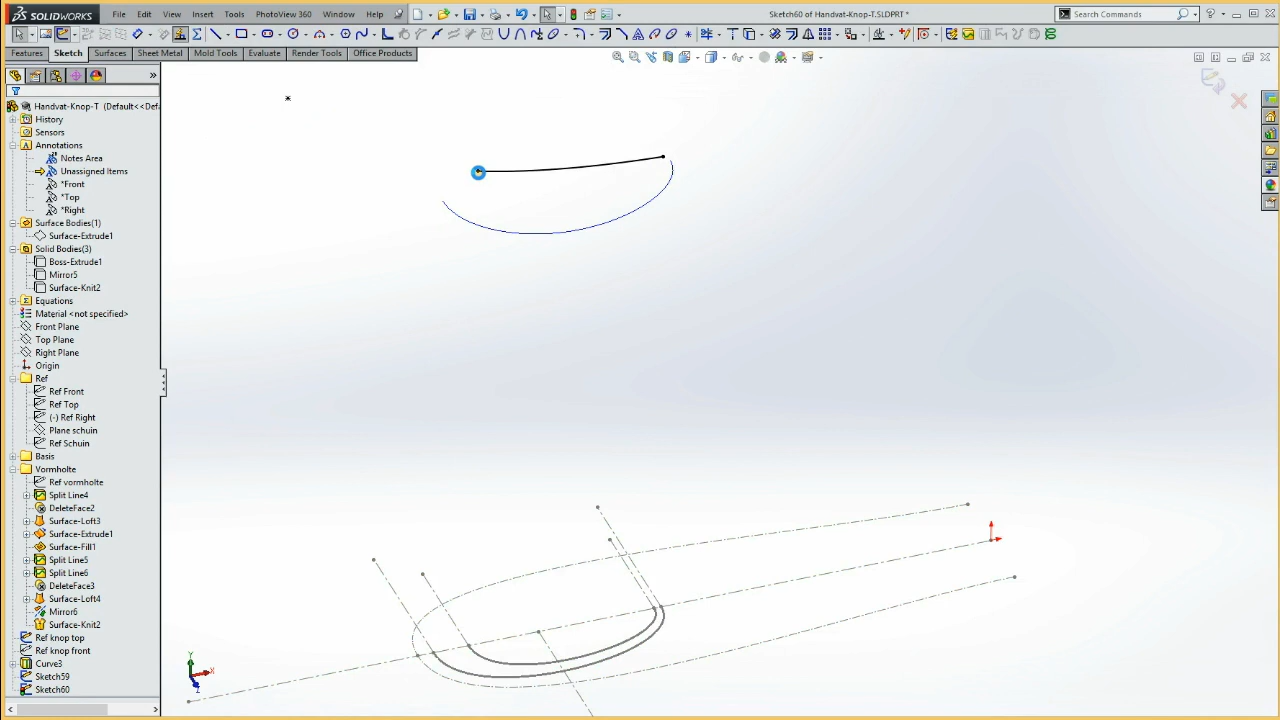 SOLIDWORKS File Edit View Insert Tools PhotoView 360 Window Help Sketch60 of Handvat-Knop-T.SLDPRT * Search Commands
Features Sketch Surfaces Sheet Metal Mold Tools Evaluate Render Tools Office Products
Handvat-Knop-T (Default<<Def
History
Sensors
Annotations
Notes Area
Unassigned Items
*Front
*Top
*Right
Surface Bodies(1)
Surface-Extrude1
Solid Bodies(3)
Boss-Extrude1
Mirror5
Surface-Knit2
Equations
Material <not specified>
Front Plane
Top Plane
Right Plane
Origin
Ref
Ref Front
Ref Top
(-) Ref Right
Plane schuin
Ref Schuin
Basis
Vormholte
Ref vormholte
Split Line4
DeleteFace2
Surface-Loft3
Surface-Extrude1
Surface-Fill1
Split Line5
Split Line6
DeleteFace3
Surface-Loft4
Mirror6
Surface-Knit2
Ref knop top
Ref knop front
Curve3
Sketch59
Sketch60
Y
X
Z